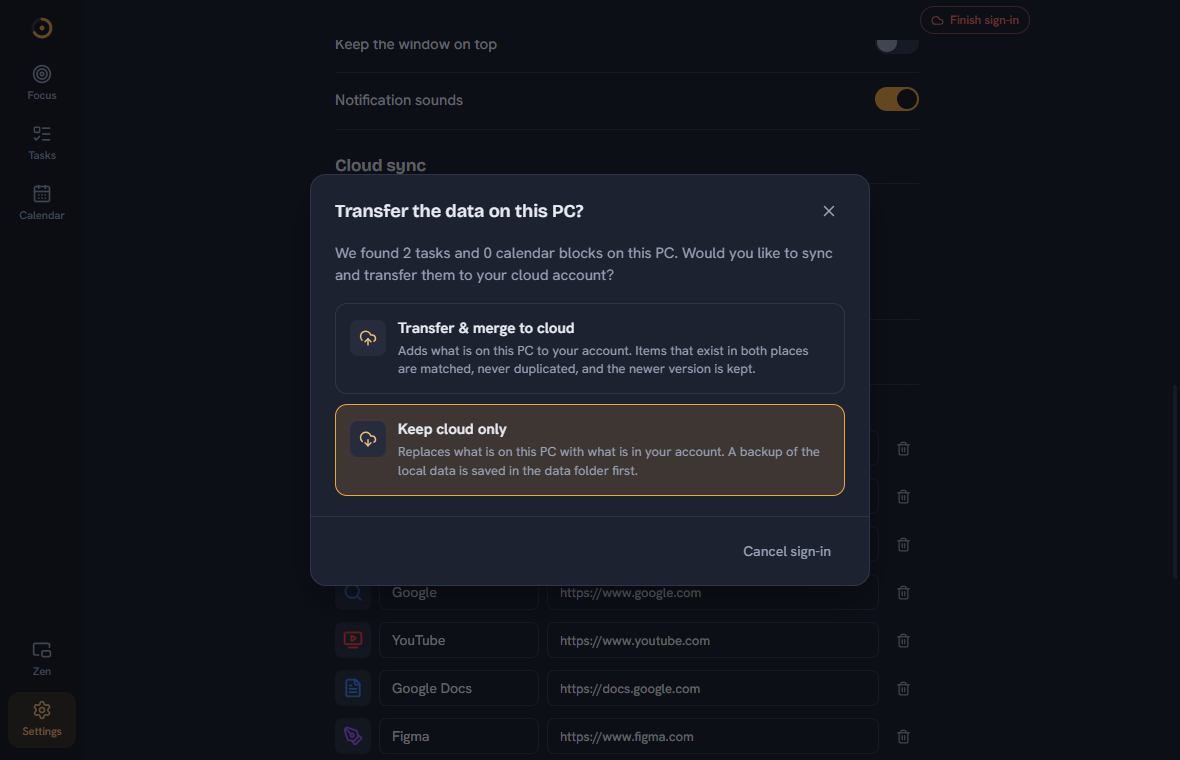 Finish sign-in
Focus
Tasks
Calendar
Zen
Settings
Keep the window on top
Notification sounds
Cloud sync
Transfer the data on this PC?
We found 2 tasks and 0 calendar blocks on this PC. Would you like to sync
and transfer them to your cloud account?
Transfer & merge to cloud
Adds what is on this PC to your account. Items that exist in both places
are matched, never duplicated, and the newer version is kept.
Keep cloud only
Replaces what is on this PC with what is in your account. A backup of the
local data is saved in the data folder first.
Cancel sign-in
Google https://www.google.com
YouTube https://www.youtube.com
Google Docs https://docs.google.com
Figma https://www.figma.com